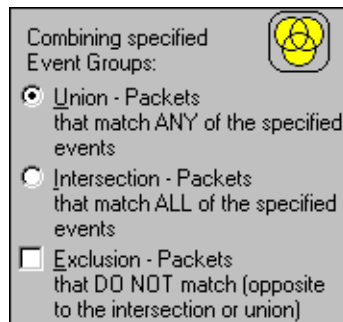 Combining specified
Event Groups:
Union - Packets
that match ANY of the specified
events
Intersection - Packets
that match ALL of the specified
events
Exclusion - Packets
that DO NOT match (opposite
to the intersection or union)